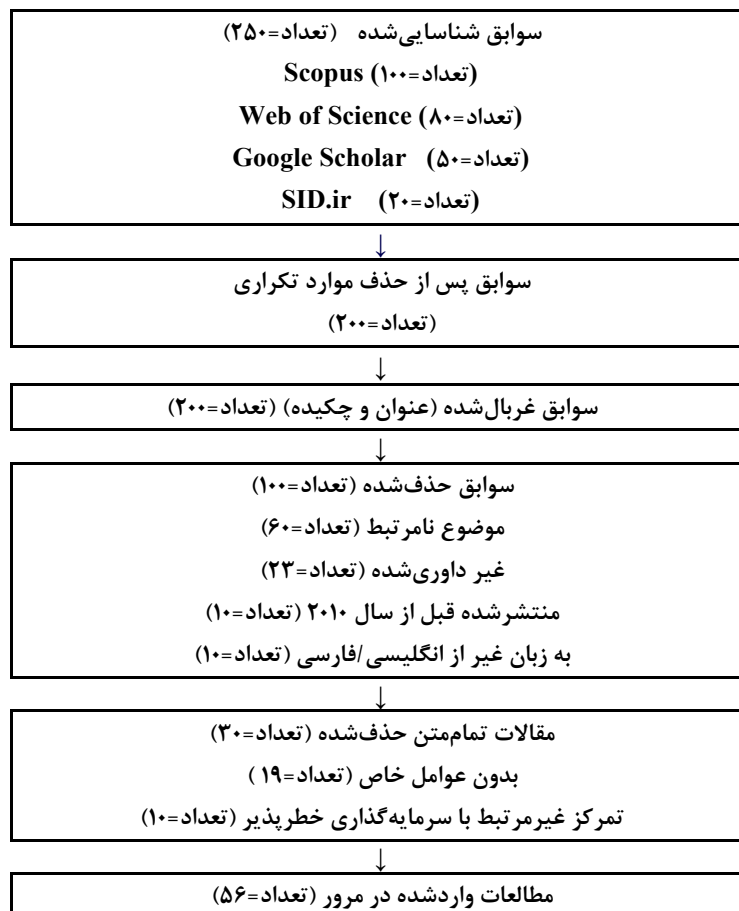 سوابق شناسایی‌شده (تعداد=۲۵۰)
Scopus (تعداد=۱۰۰)
Web of Science (تعداد=۸۰)
Google Scholar (تعداد=۵۰)
SID.ir (تعداد=۲۰)
↓
سوابق پس از حذف موارد تکراری
(تعداد=۲۰۰)
↓
سوابق غربال‌شده (عنوان و چکیده) (تعداد=۲۰۰)
↓
سوابق حذف‌شده (تعداد=۱۰۰)
موضوع نامرتبط (تعداد=۶۰)
غیر داوری‌شده (تعداد=۲۳)
منتشرشده قبل از سال ۲۰۱۰ (تعداد=۱۰)
به زبان غیر از انگلیسی/فارسی (تعداد=۱۰)
↓
مقالات تمام‌متن حذف‌شده (تعداد=۳۰)
بدون عوامل خاص (تعداد=۱۹ )
تمرکز غیرمرتبط با سرمایه‌گذاری خطرپذیر (تعداد=۱۰)
↓
مطالعات واردشده در مرور (تعداد=۵۶)